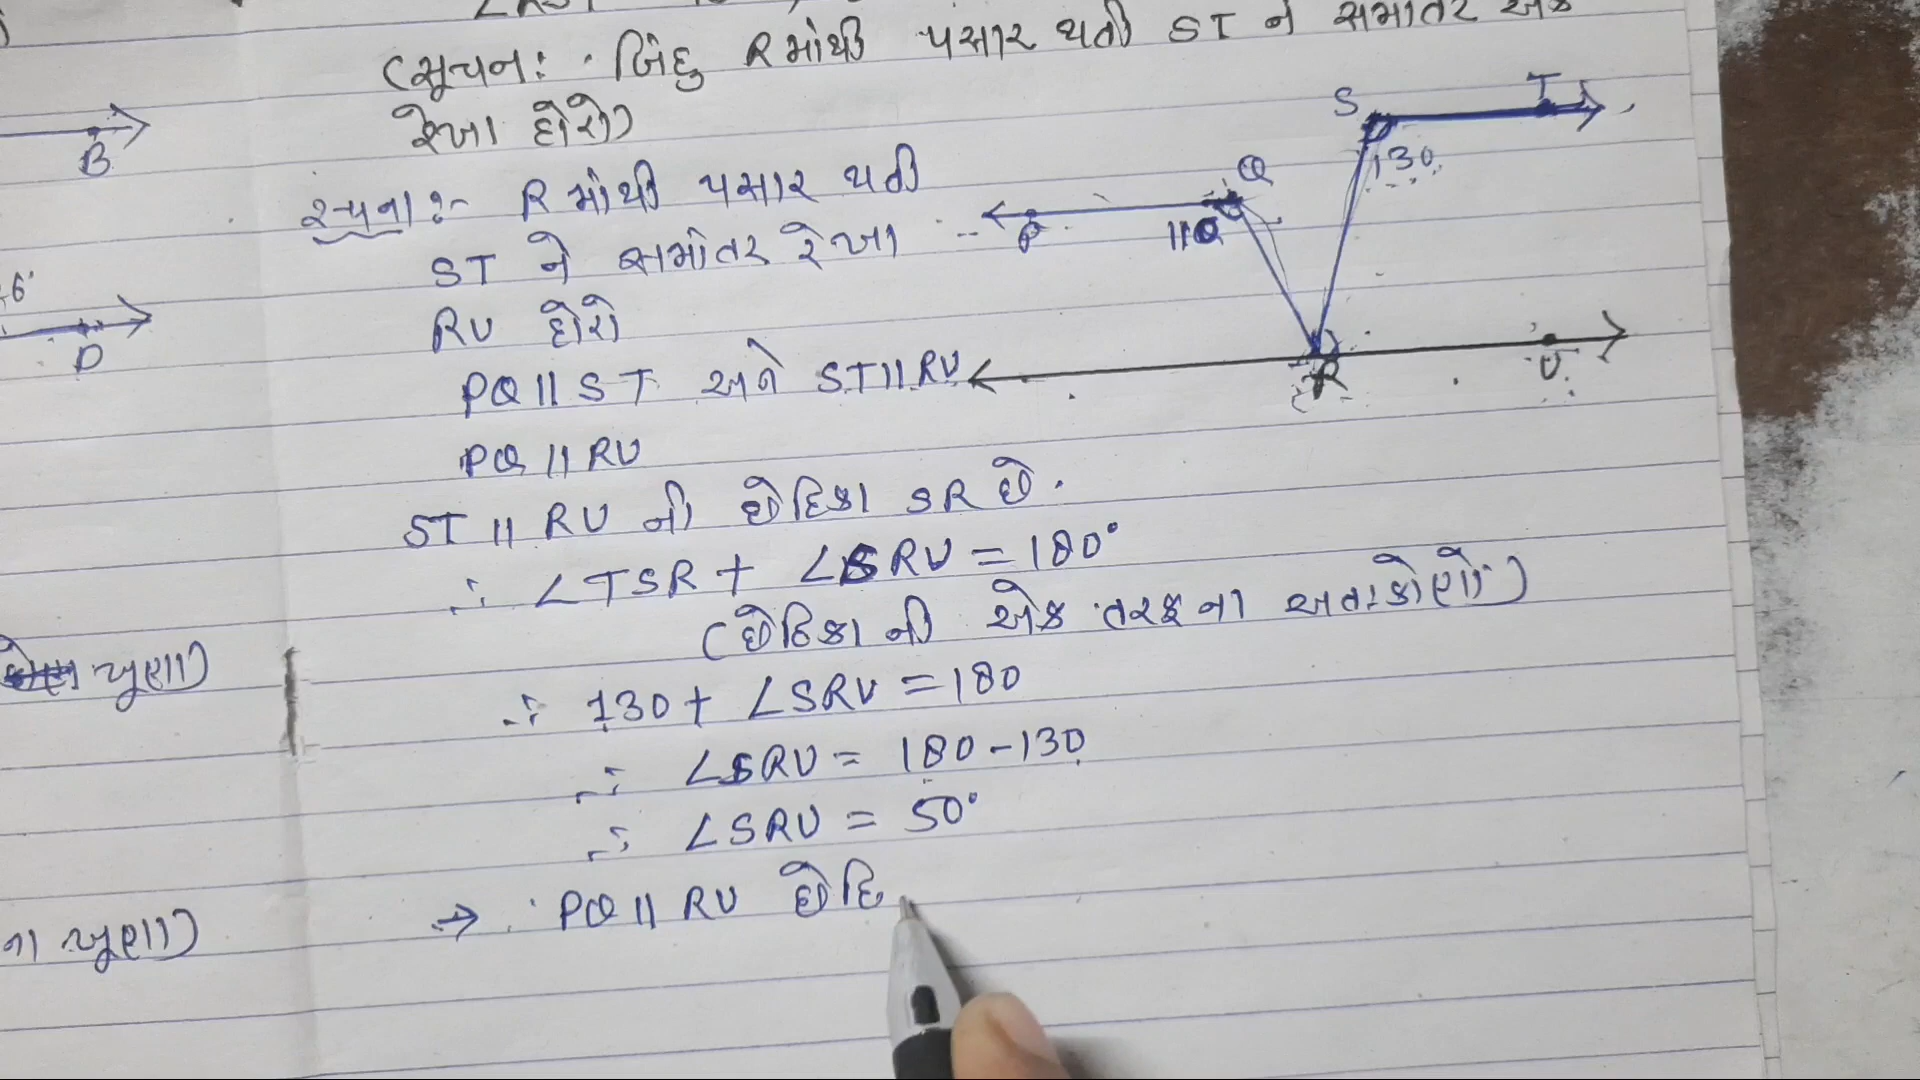 (સૂચન: બિંદુ R માંથી પસાર થતી ST ને સમાંતર એક
રેખા દોરો)
રચના :- R માંથી પસાર થતી
ST ને સમાંતર રેખા
RU દોરો
PQ || ST અને ST || RU
PQ || RU
ST || RU ની છેદિકા SR છે.
∴ ∠TSR + ∠SRU = 180°
(છેદિકા ની એક તરફ ના અતઃકોણો)
∴ 130 + ∠SRU = 180
∴ ∠SRU = 180 - 130
∴ ∠SRU = 50°
→ PQ || RU છેદિ
S T
130
Q
P 110
R U
B
D
ખૂણા)
ના ખૂણા)